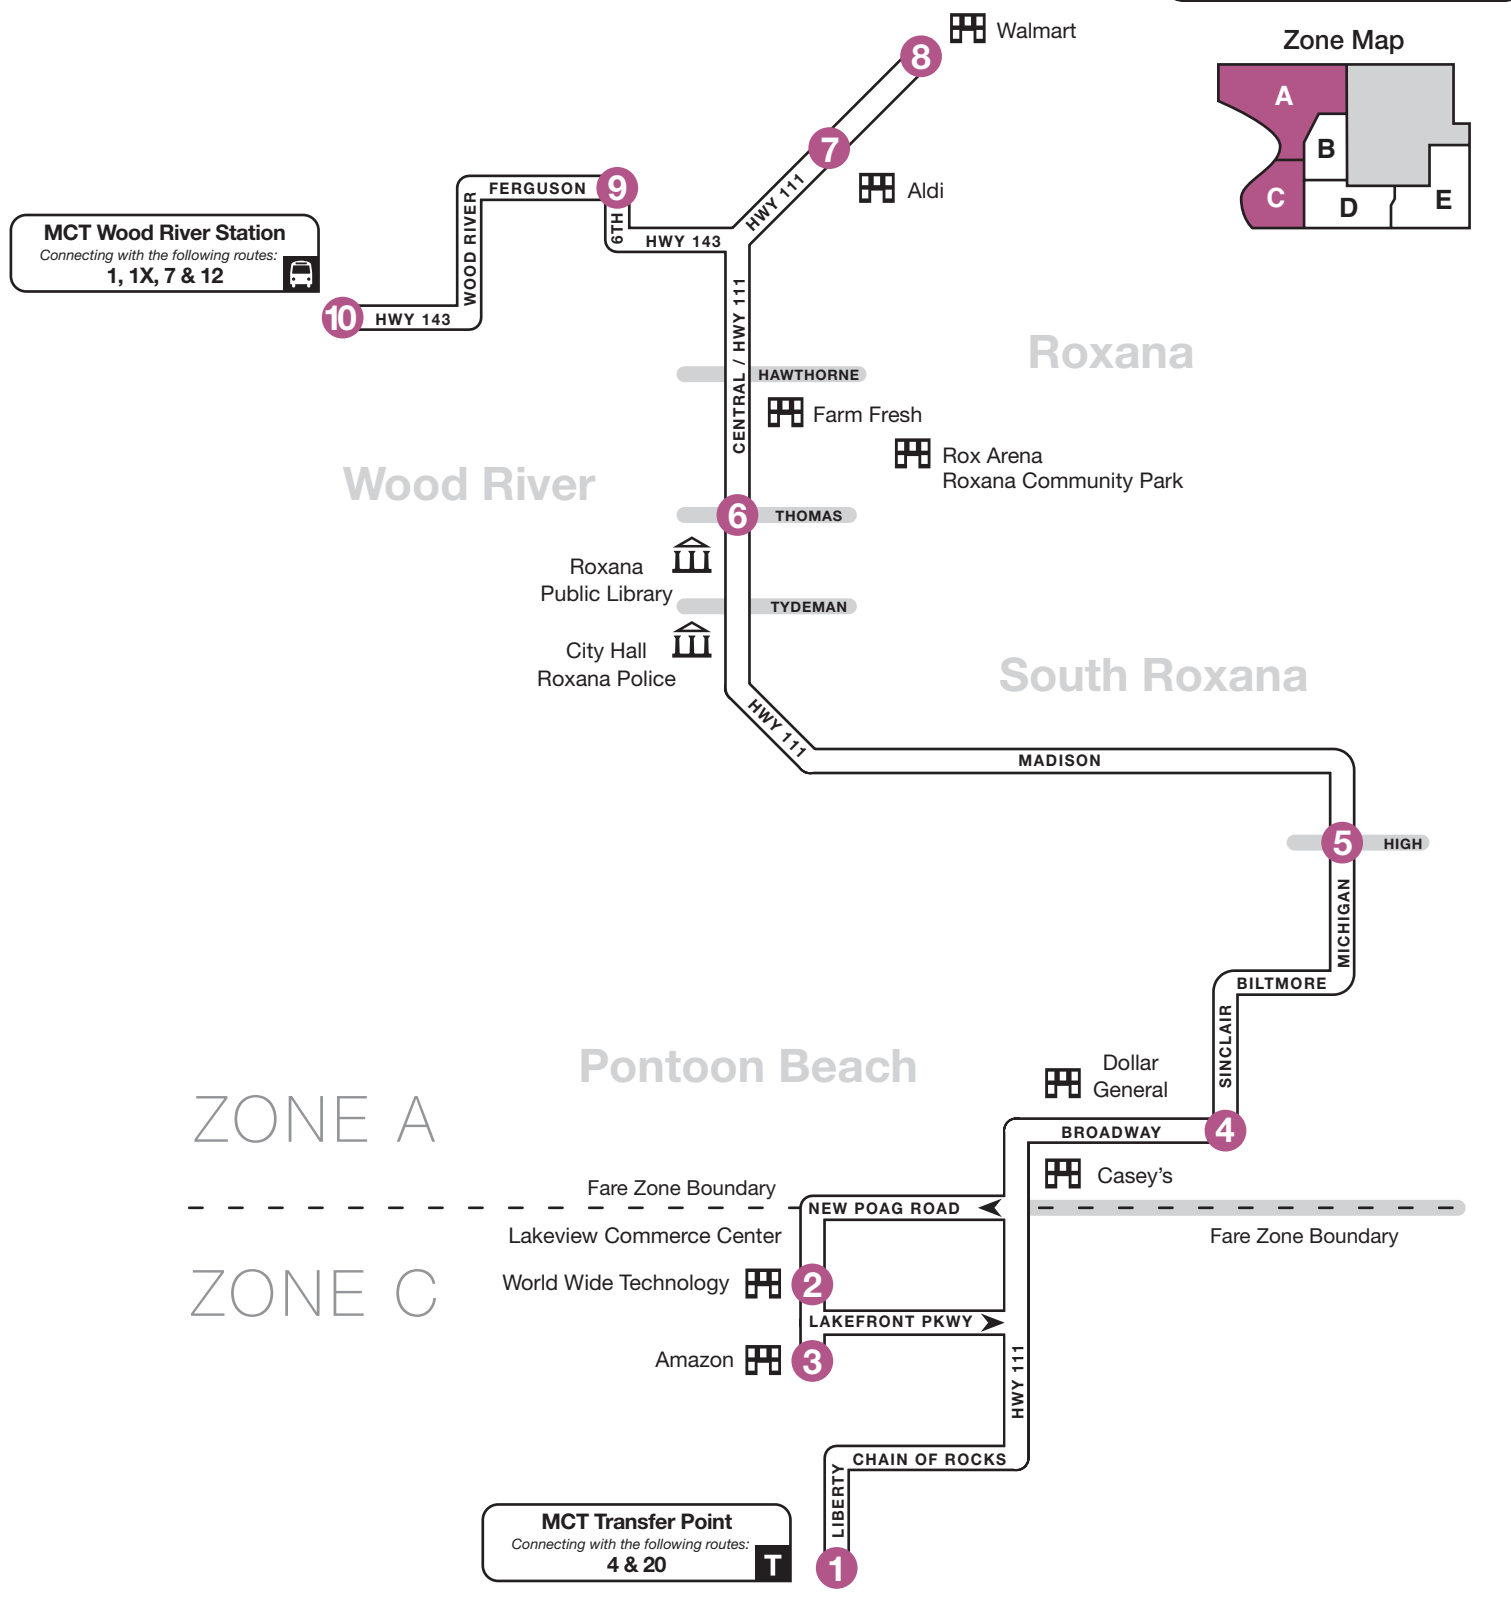 Walmart
Zone Map
A
B
C
D
E
8
7
Aldi
HWY 111
9
FERGUSON
6TH
HWY 143
WOOD RIVER
MCT Wood River Station
Connecting with the following routes:
1, 1X, 7 & 12
10
HWY 143
CENTRAL / HWY 111
Roxana
HAWTHORNE
Farm Fresh
Rox Arena
Roxana Community Park
Wood River
6
THOMAS
Roxana
Public Library
TYDEMAN
City Hall
Roxana Police
South Roxana
HWY 111
MADISON
5
HIGH
MICHIGAN
BILTMORE
SINCLAIR
Pontoon Beach
Dollar
General
ZONE A
BROADWAY
4
Casey's
Fare Zone Boundary
NEW POAG ROAD
Lakeview Commerce Center
Fare Zone Boundary
ZONE C
World Wide Technology
2
LAKEFRONT PKWY
Amazon
3
HWY 111
CHAIN OF ROCKS
LIBERTY
MCT Transfer Point
Connecting with the following routes:
4 & 20
T
1